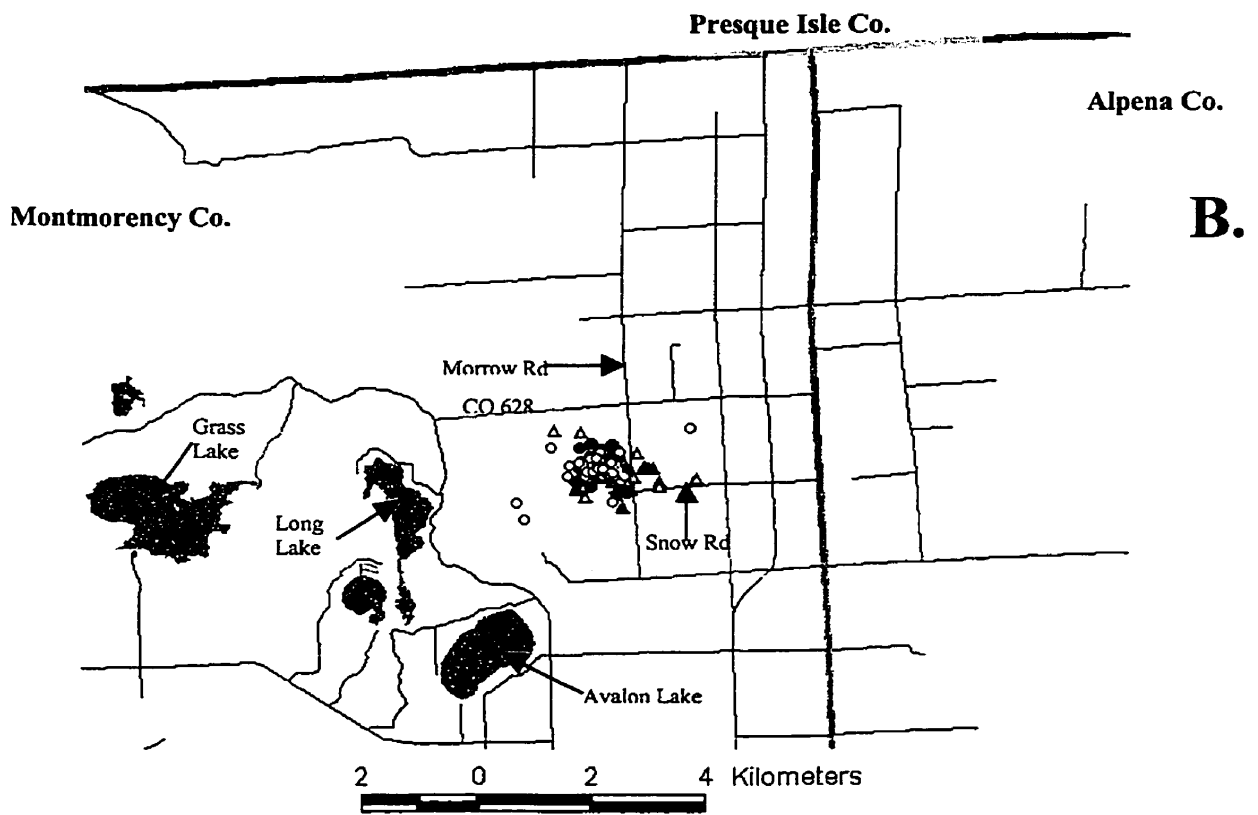 Presque Isle Co.
Alpena Co.
Montmorency Co.
B.
Morrow Rd
CO 628
Grass
Lake
Long
Lake
Snow Rd
Avalon Lake
2 0 2 4 Kilometers